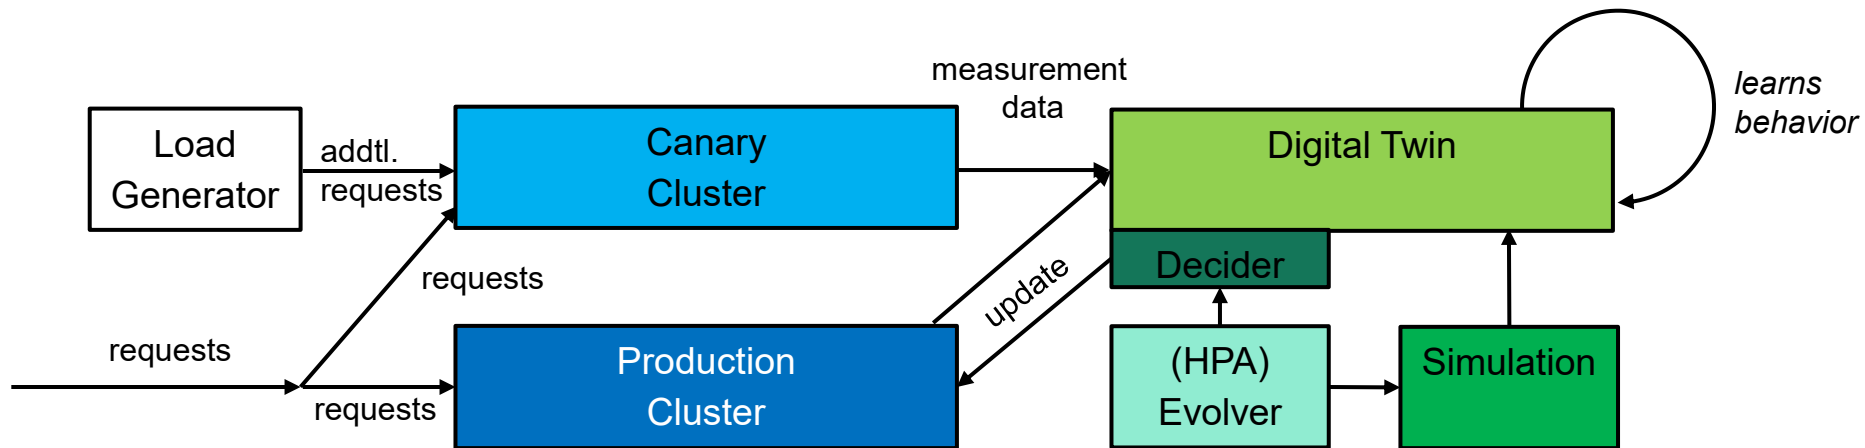 measurement
data
learns
behavior
Load
Generator
addtl.
requests
Canary
Cluster
Digital Twin
requests
Decider
update
requests
requests
Production
Cluster
(HPA)
Evolver
Simulation